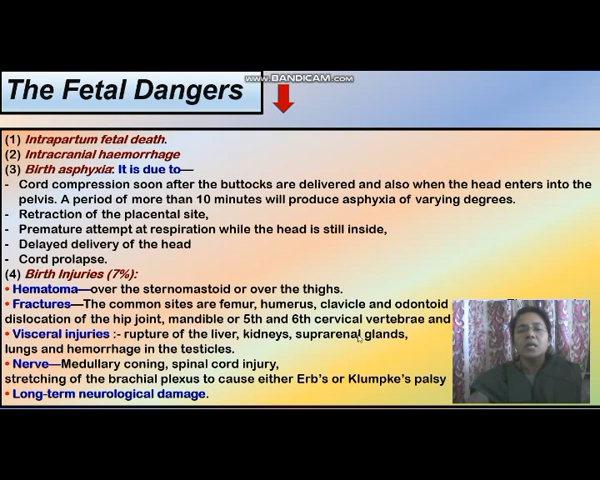 www.BANDICAM.com
The Fetal Dangers
(1) Intrapartum fetal death.
(2) Intracranial haemorrhage
(3) Birth asphyxia: It is due to—
- Cord compression soon after the buttocks are delivered and also when the head enters into the
pelvis. A period of more than 10 minutes will produce asphyxia of varying degrees.
- Retraction of the placental site,
- Premature attempt at respiration while the head is still inside,
- Delayed delivery of the head
- Cord prolapse.
(4) Birth Injuries (7%):
• Hematoma—over the sternomastoid or over the thighs.
• Fractures—The common sites are femur, humerus, clavicle and odontoid
dislocation of the hip joint, mandible or 5th and 6th cervical vertebrae and
• Visceral injuries :- rupture of the liver, kidneys, suprarenal glands,
lungs and hemorrhage in the testicles.
• Nerve—Medullary coning, spinal cord injury,
stretching of the brachial plexus to cause either Erb's or Klumpke's palsy
• Long-term neurological damage.